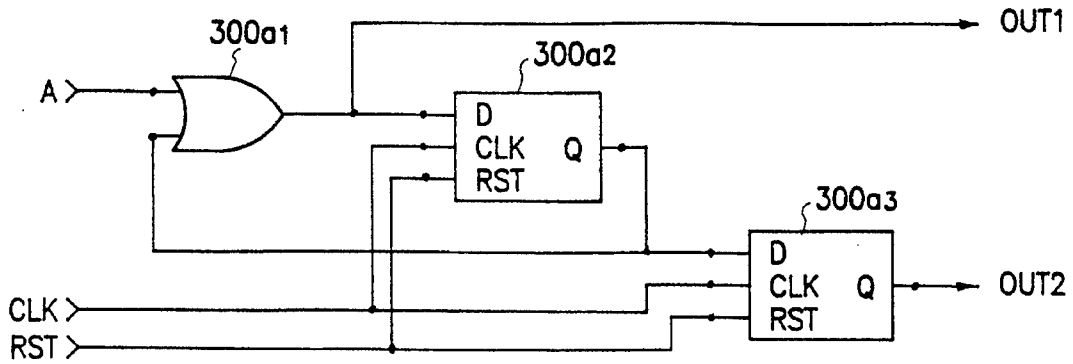 300a1
OUT1
A
300a2
D
CLK Q
RST
300a3
D
CLK Q
RST
OUT2
CLK
RST